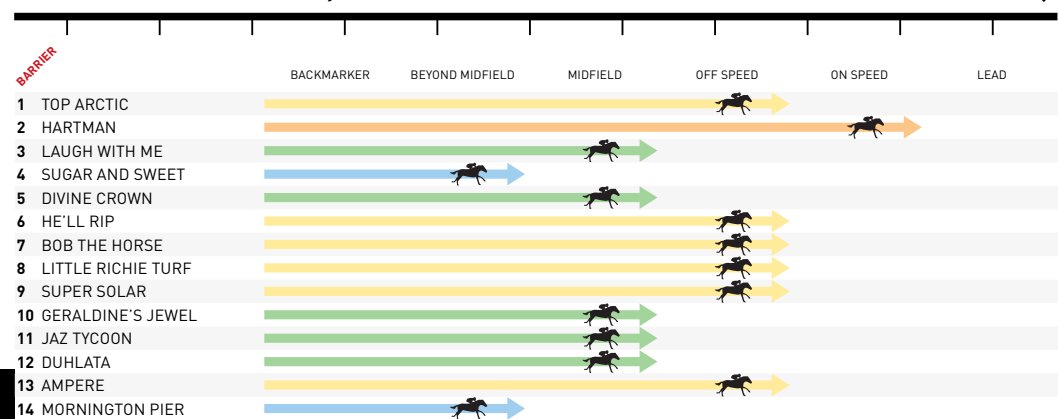 BARRIER
BACKMARKER BEYOND MIDFIELD MIDFIELD OFF SPEED ON SPEED LEAD
1 TOP ARCTIC
2 HARTMAN
3 LAUGH WITH ME
4 SUGAR AND SWEET
5 DIVINE CROWN
6 HE'LL RIP
7 BOB THE HORSE
8 LITTLE RICHIE TURF
9 SUPER SOLAR
10 GERALDINE'S JEWEL
11 JAZ TYCOON
12 DUHLATA
13 AMPERE
14 MORNINGTON PIER